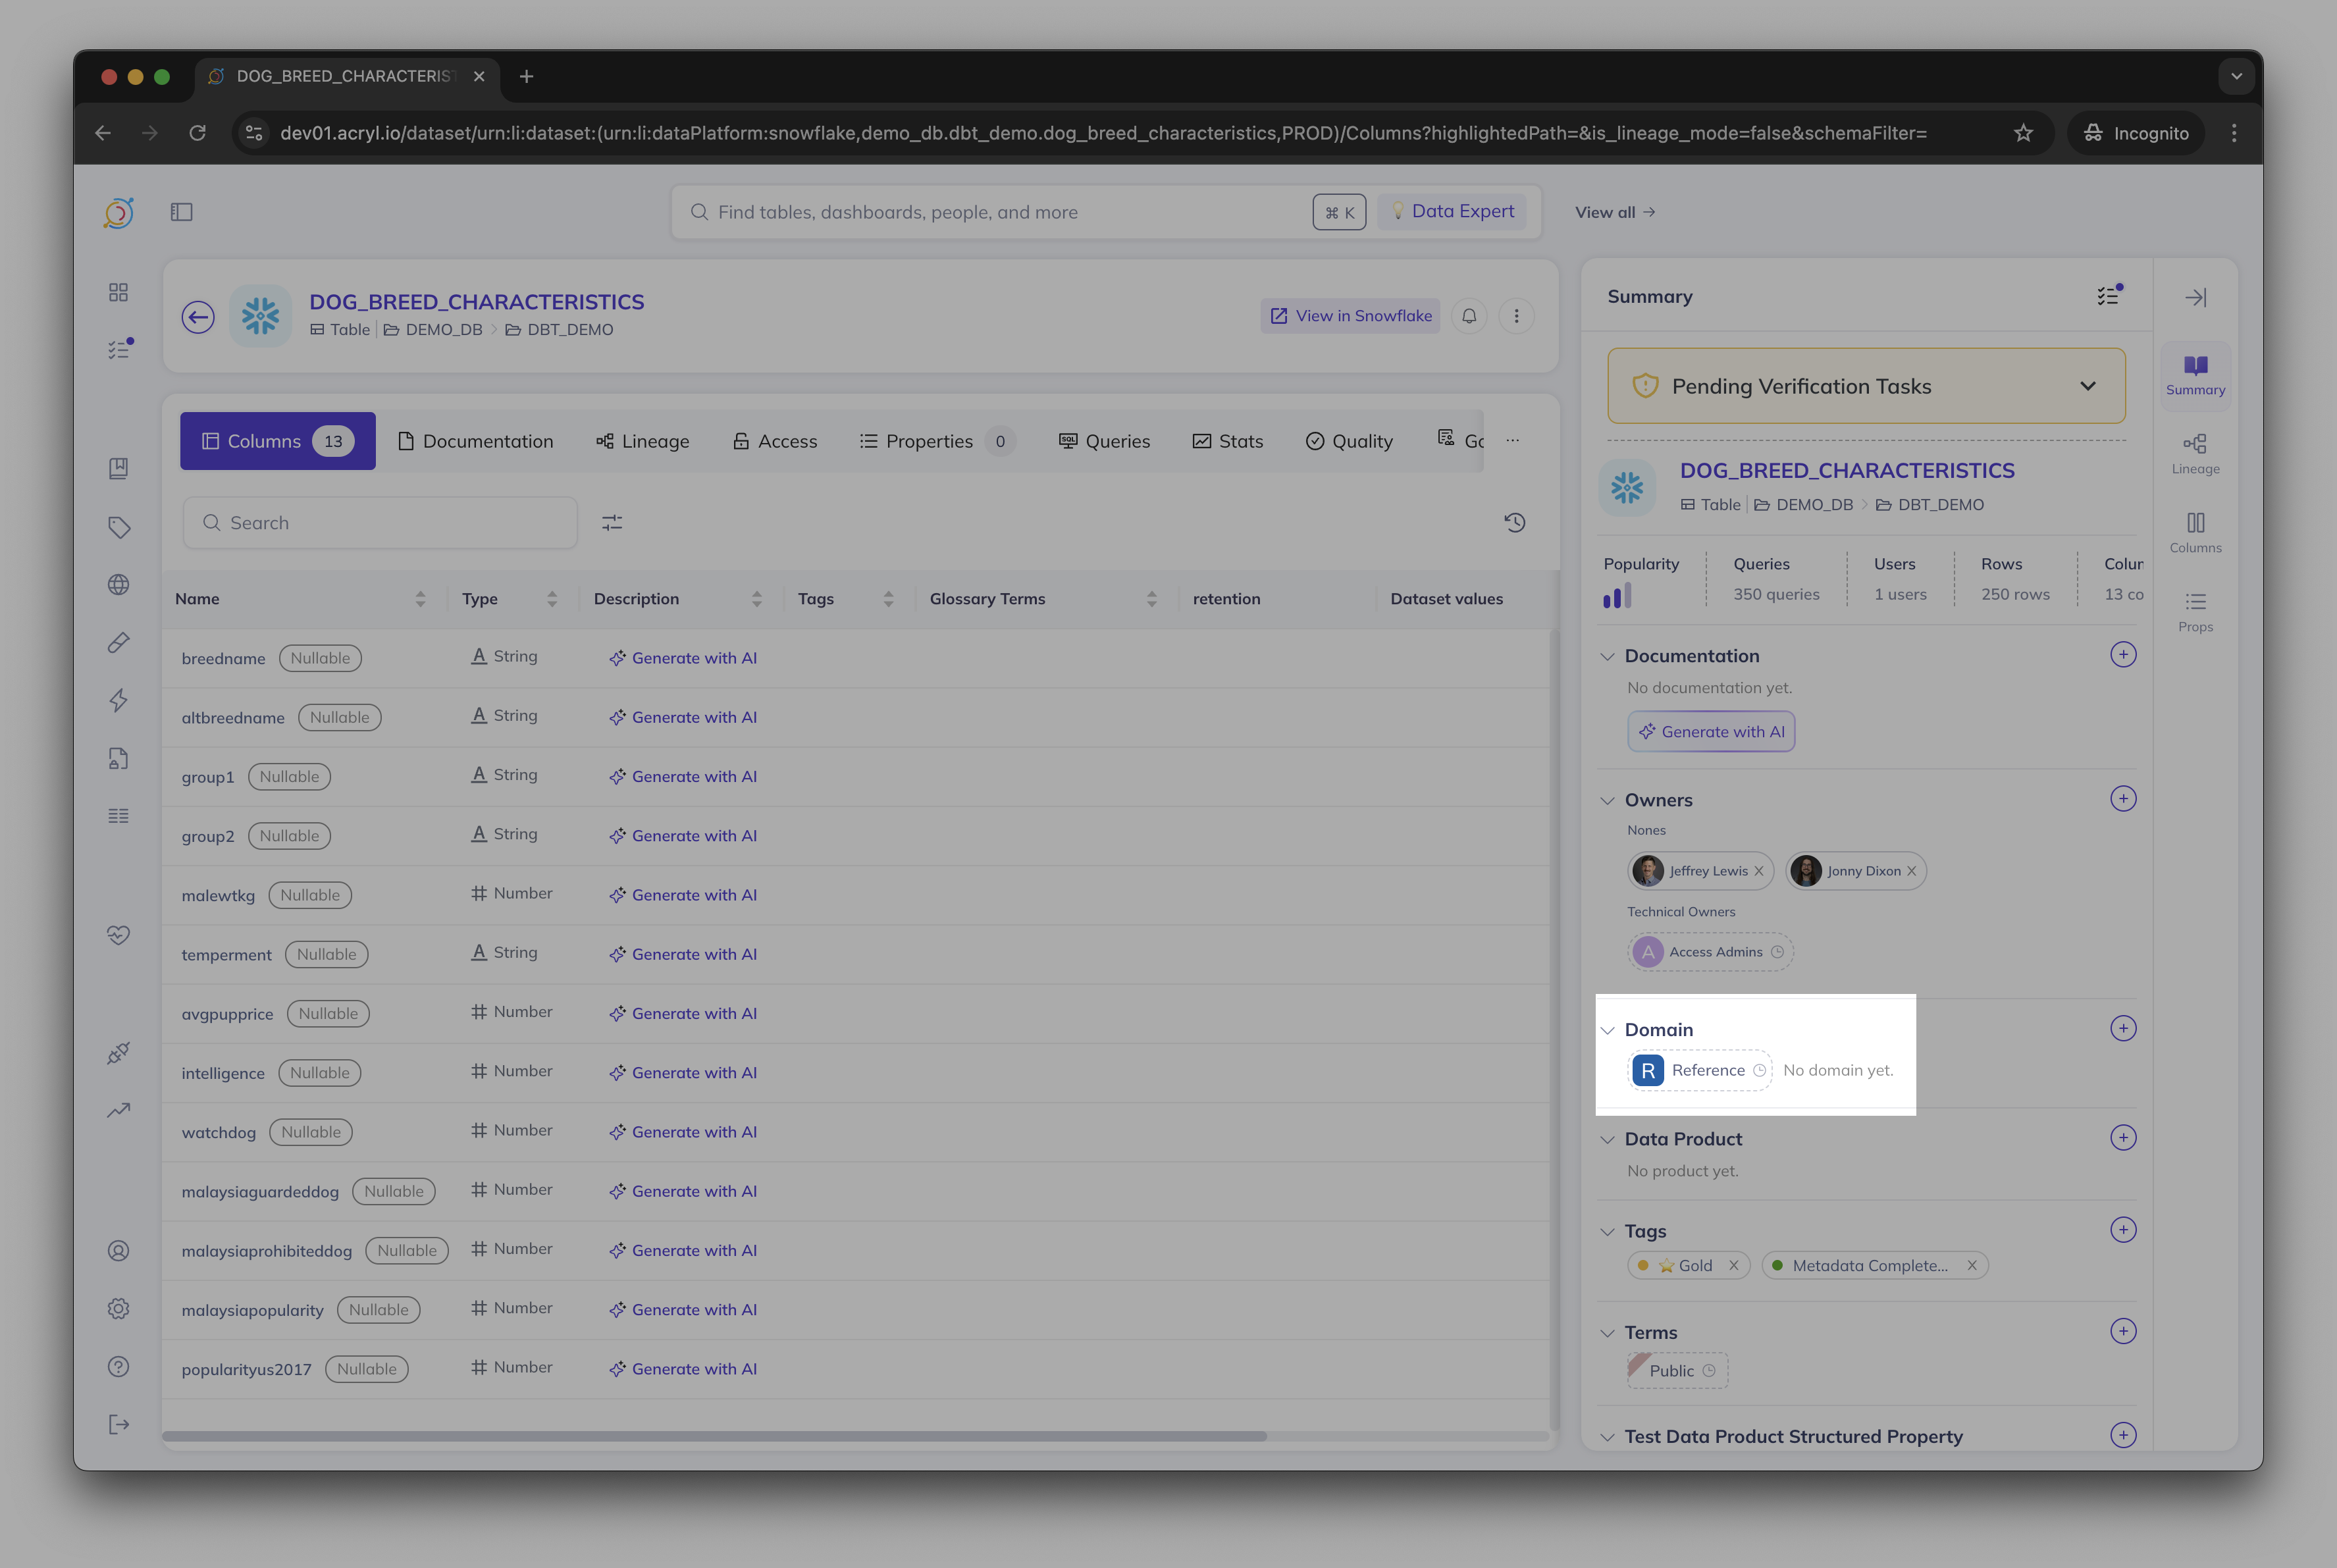 DOG_BREED_CHARACTERIST
dev01.acryl.io/dataset/urn:li:dataset:(urn:li:dataPlatform:snowflake,demo_db.dbt_demo.dog_breed_characteristics,PROD)/Columns?highlightedPath=&is_lineage_mode=false&schemaFilter=
Incognito
Find tables, dashboards, people, and more
⌘ K
Data Expert
View all →
DOG_BREED_CHARACTERISTICS
Table DEMO_DB > DBT_DEMO
View in Snowflake
Columns 13
Documentation
Lineage
Access
Properties 0
Queries
Stats
Quality
Go
...
Search
Name Type Description Tags Glossary Terms retention Dataset values
breedname Nullable String Generate with AI
altbreedname Nullable String Generate with AI
group1 Nullable String Generate with AI
group2 Nullable String Generate with AI
malewtkg Nullable Number Generate with AI
temperment Nullable String Generate with AI
avgpupprice Nullable Number Generate with AI
intelligence Nullable Number Generate with AI
watchdog Nullable Number Generate with AI
malaysiaguardeddog Nullable Number Generate with AI
malaysiaprohibiteddog Nullable Number Generate with AI
malaysiapopularity Nullable Number Generate with AI
popularityus2017 Nullable Number Generate with AI
Summary
Pending Verification Tasks
DOG_BREED_CHARACTERISTICS
Table DEMO_DB > DBT_DEMO
Popularity Queries Users Rows Colum
350 queries 1 users 250 rows 13 co
Documentation
No documentation yet.
Generate with AI
Owners
Nones
Jeffrey Lewis Jonny Dixon
Technical Owners
A Access Admins
Domain
R Reference No domain yet.
Data Product
No product yet.
Tags
Gold Metadata Complete...
Terms
Public
Test Data Product Structured Property
Summary
Lineage
Columns
Props